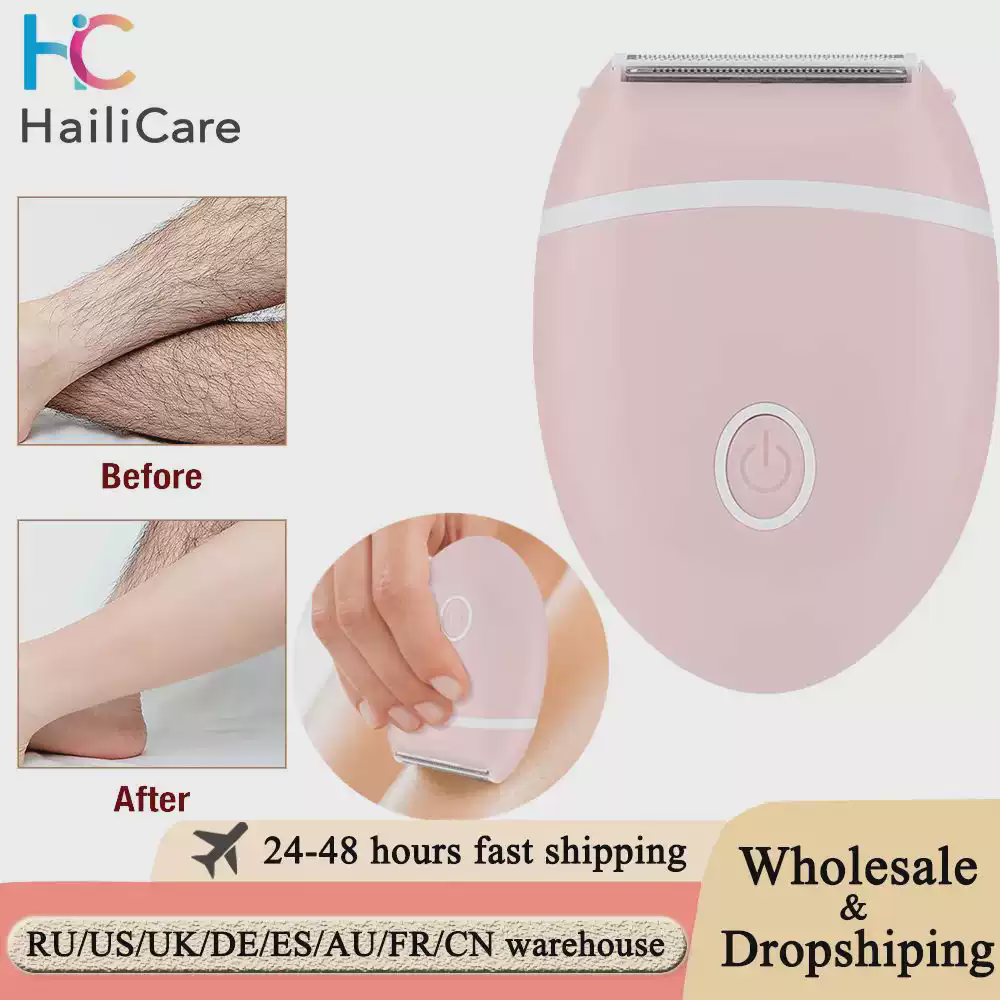 HC
HailiCare
Before
After
24-48 hours fast shipping
RU/US/UK/DE/ES/AU/FR/CN warehouse
Wholesale
&
Dropshiping